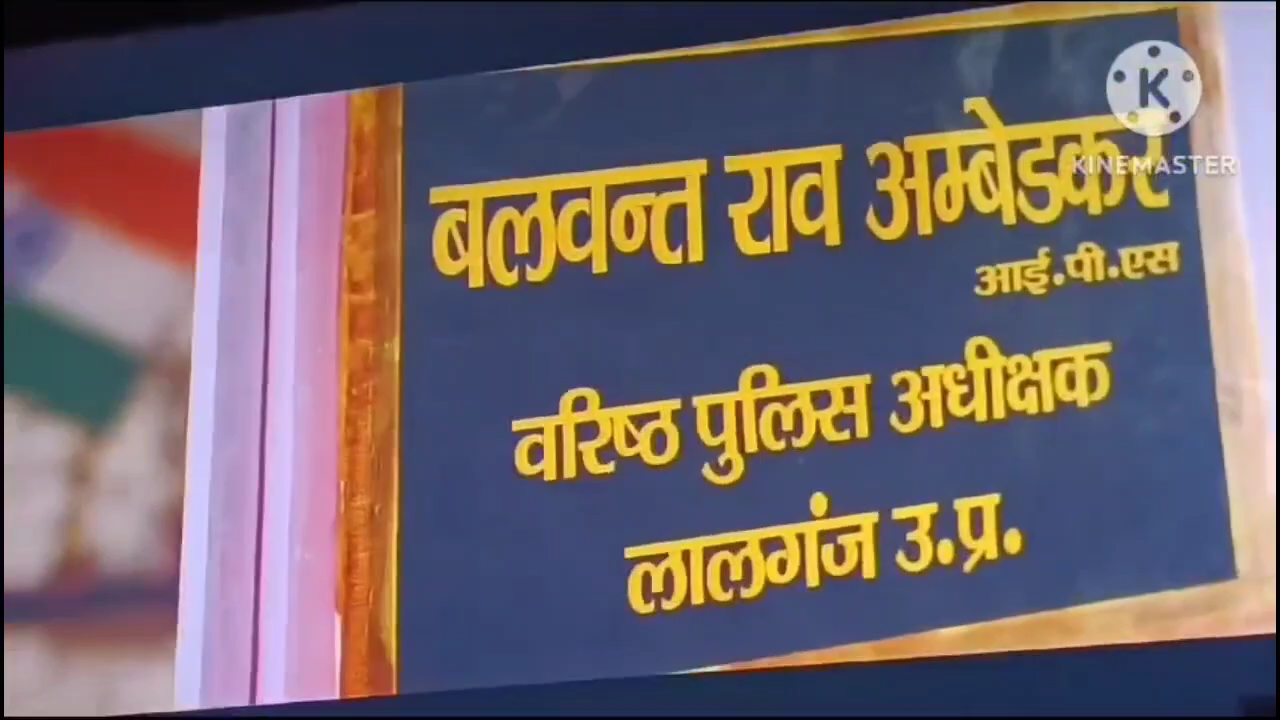 बलवन्त राव अम्बेडकर
आई.पी.एस
वरिष्ठ पुलिस अधीक्षक
लालगंज उ.प्र.
K
KINEMASTER